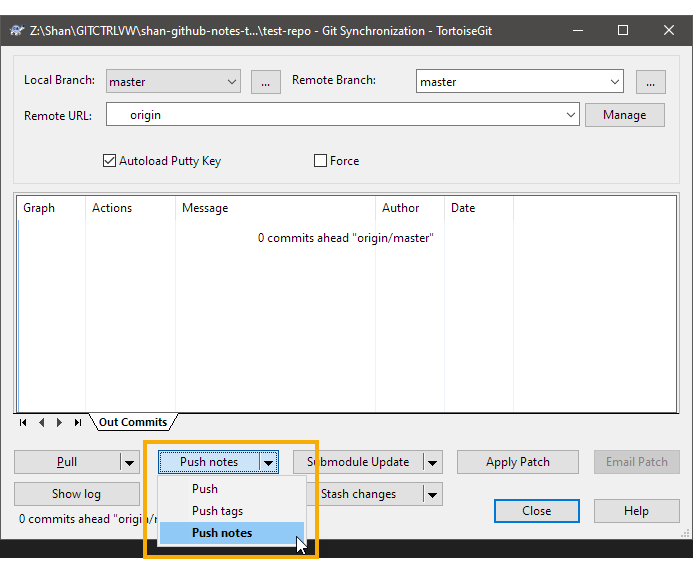 Z:\Shan\GITCTRLVW\shan-github-notes-t...\test-repo - Git Synchronization - TortoiseGit
Local Branch: master ... Remote Branch: master ...
Remote URL: origin Manage
Autoload Putty Key Force
Graph Actions Message Author Date
0 commits ahead "origin/master"
Out Commits
Pull Push notes Submodule Update Apply Patch Email Patch
Show log Stash changes
Push
Push tags
Push notes
Close Help
0 commits ahead "origin/